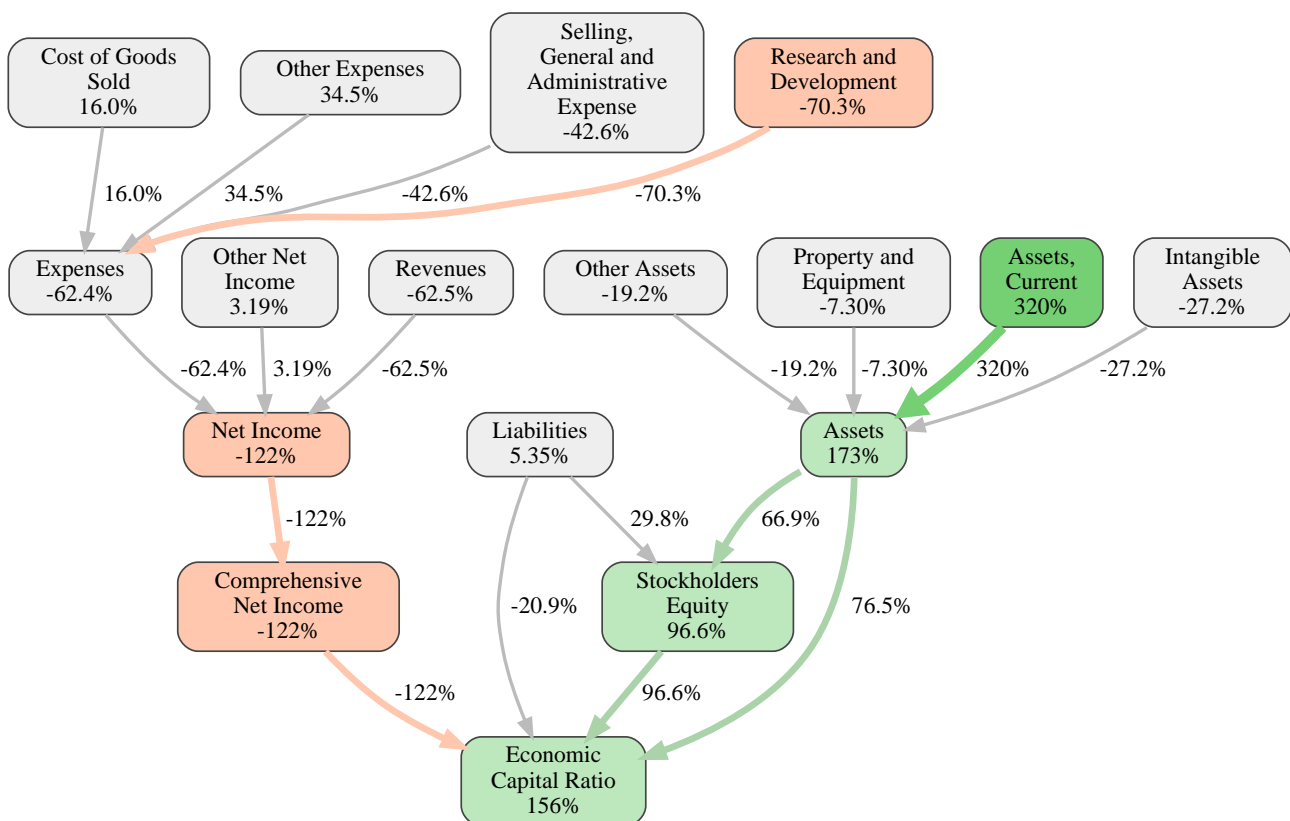 Cost of Goods
Sold
16.0%
Other Expenses
34.5%
Selling,
General and
Administrative
Expense
-42.6%
Research and
Development
-70.3%
16.0%
34.5%
-42.6%
-70.3%
Expenses
-62.4%
Other Net
Income
3.19%
Revenues
-62.5%
Other Assets
-19.2%
Property and
Equipment
-7.30%
Assets,
Current
320%
Intangible
Assets
-27.2%
-62.4%
3.19%
-62.5%
-19.2%
-7.30%
320%
-27.2%
Net Income
-122%
Liabilities
5.35%
Assets
173%
-122%
29.8%
66.9%
Comprehensive
Net Income
-122%
-20.9%
Stockholders
Equity
96.6%
76.5%
-122%
96.6%
Economic
Capital Ratio
156%